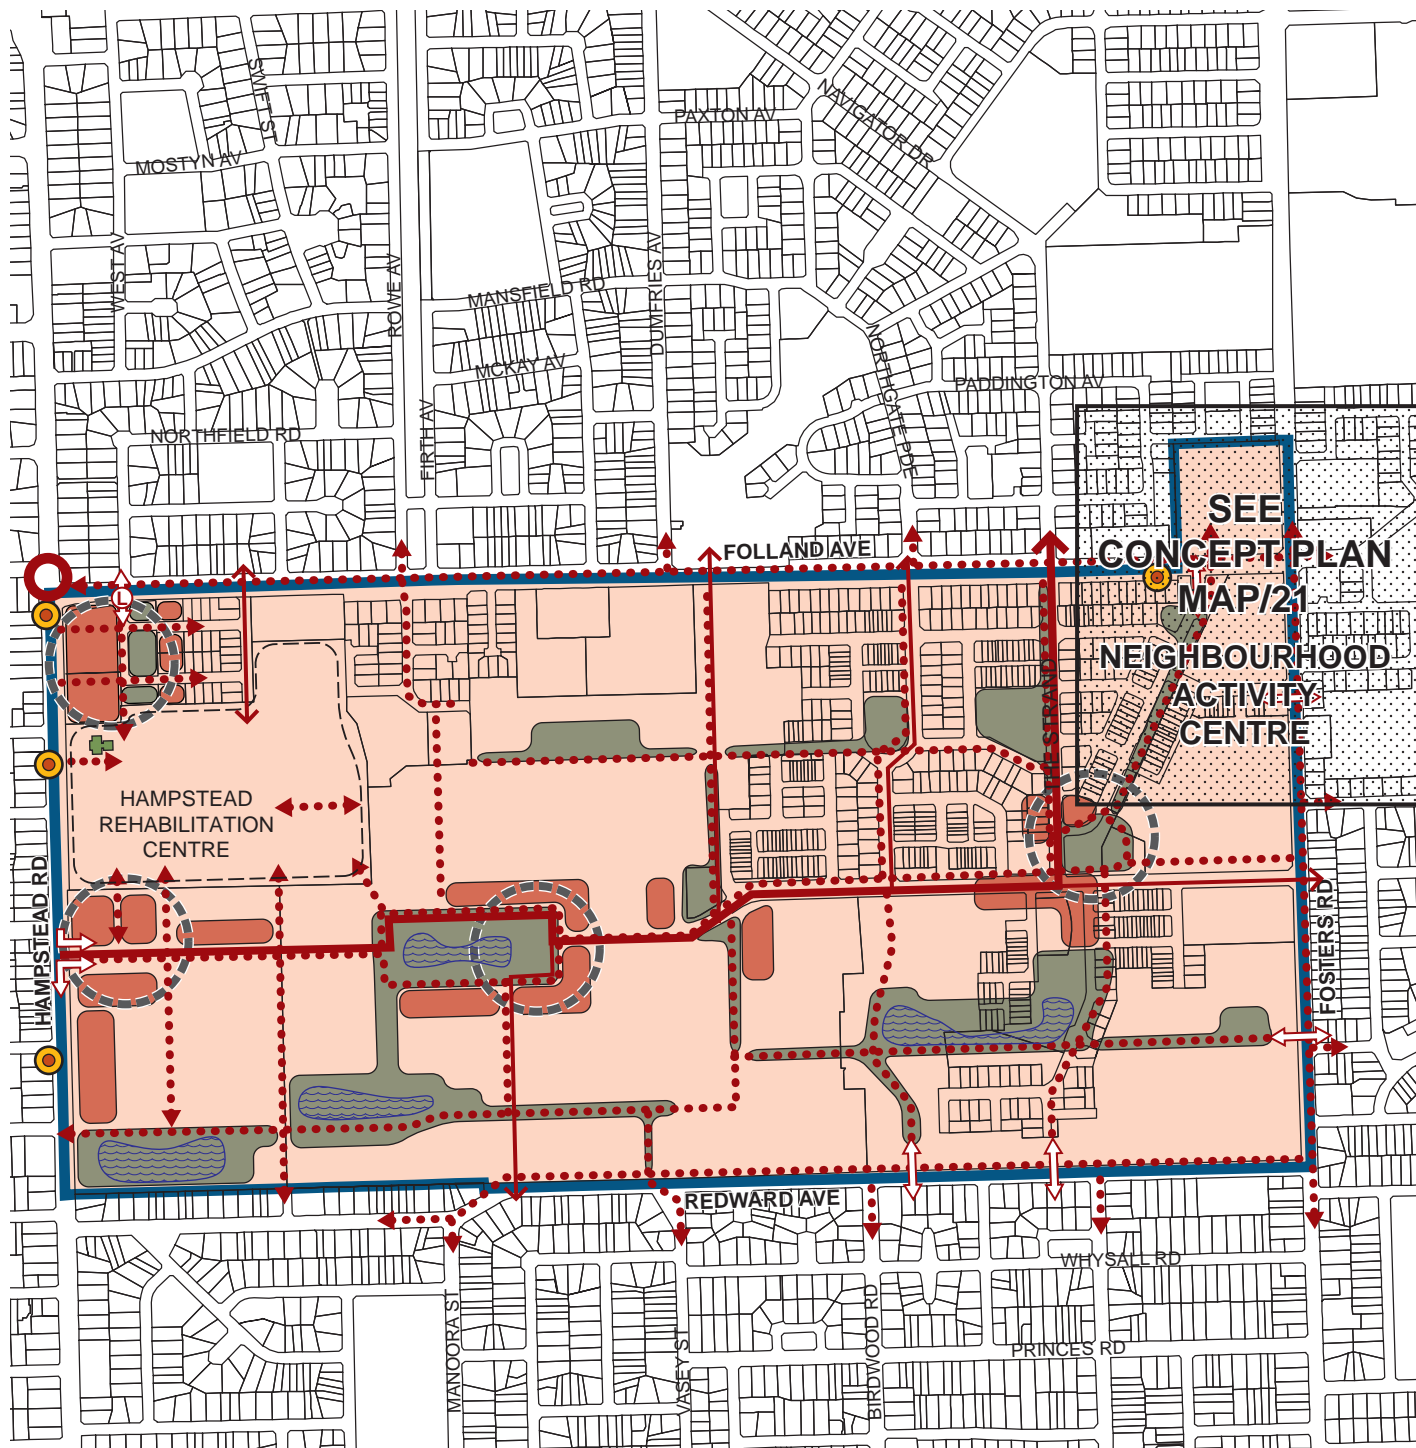 SWIFT ST
PAXTON AV
NAVIGATOR DR
MOSTYN AV
WEST AV
ROWE AV
MANSFIELD RD
DUMFRIES AV
MCKAY AV
NORTHGATE PDE
PADDINGTON AV
FIRTH AV
NORTHFIELD RD
FOLLAND AVE
SEE
CONCEPT PLAN
MAP/21
NEIGHBOURHOOD
ACTIVITY
CENTRE
L
THE STRAND
HAMPSTEAD
REHABILITATION
CENTRE
HAMPSTEAD RD
FOSTERS RD
REDWARD AVE
WHYSALL RD
MANOORA ST
VASEY ST
BIRDWOOD RD
PRINCES RD